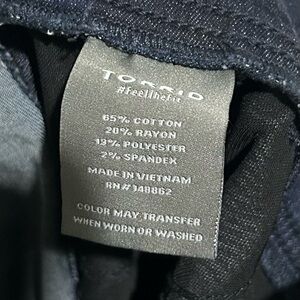 TORRID
#FeelTheFit
65% COTTON
20% RAYON
13% POLYESTER
2% SPANDEX
MADE IN VIETNAM
RN#148862
COLOR MAY TRANSFER
WHEN WORN OR WASHED